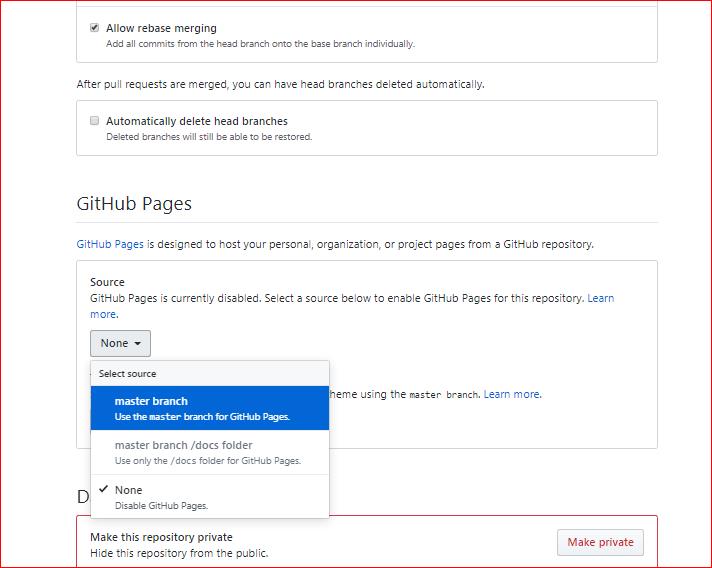 Allow rebase merging
Add all commits from the head branch onto the base branch individually.
After pull requests are merged, you can have head branches deleted automatically.
Automatically delete head branches
Deleted branches will still be able to be restored.
GitHub Pages
GitHub Pages is designed to host your personal, organization, or project pages from a GitHub repository.
Source
GitHub Pages is currently disabled. Select a source below to enable GitHub Pages for this repository. Learn
more.
None
Select source
master branch
Use the master branch for GitHub Pages.
heme using the master branch. Learn more.
master branch /docs folder
Use only the /docs folder for GitHub Pages.
None
Disable GitHub Pages.
D
Make this repository private
Hide this repository from the public.
Make private